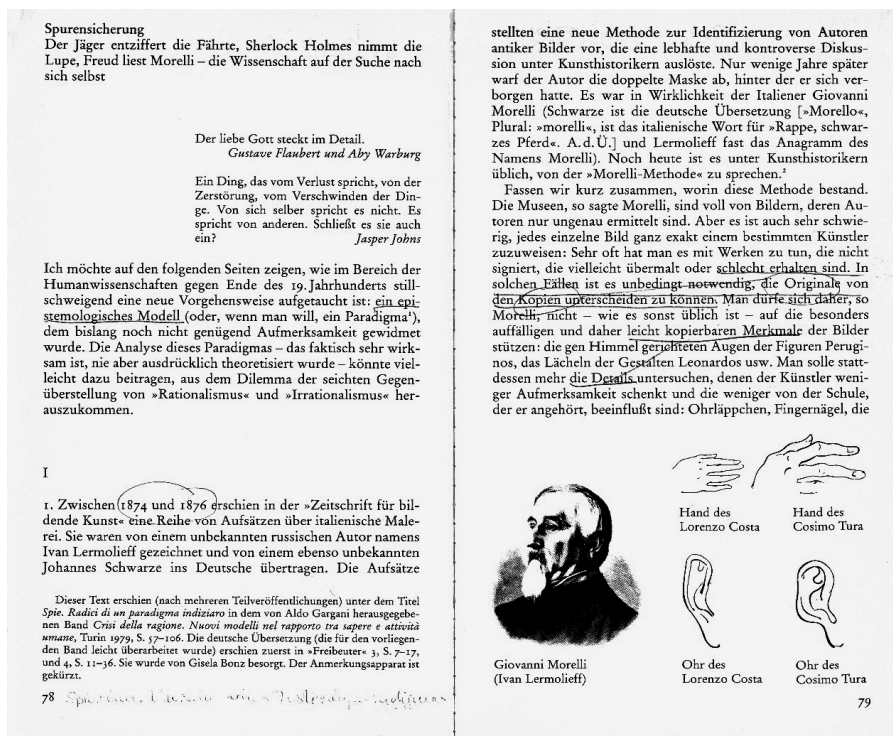 Spurensicherung
Der Jäger entziffert die Fährte, Sherlock Holmes nimmt die
Lupe, Freud liest Morelli – die Wissenschaft auf der Suche nach
sich selbst
Der liebe Gott steckt im Detail.
Gustave Flaubert und Aby Warburg
Ein Ding, das vom Verlust spricht, von der
Zerstörung, vom Verschwinden der Din-
ge. Von sich selber spricht es nicht. Es
spricht von anderen. Schließt es sie auch
ein? Jasper Johns
Ich möchte auf den folgenden Seiten zeigen, wie im Bereich der
Humanwissenschaften gegen Ende des 19. Jahrhunderts still-
schweigend eine neue Vorgehensweise aufgetaucht ist: ein epi-
stemologisches Modell (oder, wenn man will, ein Paradigma¹),
dem bislang noch nicht genügend Aufmerksamkeit gewidmet
wurde. Die Analyse dieses Paradigmas – das faktisch sehr wirk-
sam ist, nie aber ausdrücklich theoretisiert wurde – könnte viel-
leicht dazu beitragen, aus dem Dilemma der seichten Gegen-
überstellung von »Rationalismus« und »Irrationalismus« her-
auszukommen.
I
1. Zwischen 1874 und 1876 erschien in der »Zeitschrift für bil-
dende Kunst« eine Reihe von Aufsätzen über italienische Male-
rei. Sie waren von einem unbekannten russischen Autor namens
Ivan Lermolieff gezeichnet und von einem ebenso unbekannten
Johannes Schwarze ins Deutsche übertragen. Die Aufsätze
Dieser Text erschien (nach mehreren Teilveröffentlichungen) unter dem Titel
Spie. Radici di un paradigma indiziario in dem von Aldo Gargani herausgegebe-
nen Band Crisi della ragione. Nuovi modelli nel rapporto tra sapere e attività
umane, Turin 1979, S. 57–106. Die deutsche Übersetzung (die für den vorliegen-
den Band leicht überarbeitet wurde) erschien zuerst in »Freibeuter« 3, S. 7–17,
und 4, S. 11–36. Sie wurde von Gisela Bonz besorgt. Der Anmerkungsapparat ist
gekürzt.
78
stellten eine neue Methode zur Identifizierung von Autoren
antiker Bilder vor, die eine lebhafte und kontroverse Diskus-
sion unter Kunsthistorikern auslöste. Nur wenige Jahre später
warf der Autor die doppelte Maske ab, hinter der er sich ver-
borgen hatte. Es war in Wirklichkeit der Italiener Giovanni
Morelli (Schwarze ist die deutsche Übersetzung [»Morello«,
Plural: »morelli«, ist das italienische Wort für »Rappe, schwar-
zes Pferd«. A.d.Ü.] und Lermolieff fast das Anagramm des
Namens Morelli). Noch heute ist es unter Kunsthistorikern
üblich, von der »Morelli-Methode« zu sprechen.²
Fassen wir kurz zusammen, worin diese Methode bestand.
Die Museen, so sagte Morelli, sind voll von Bildern, deren Au-
toren nur ungenau ermittelt sind. Aber es ist auch sehr schwie-
rig, jedes einzelne Bild ganz exakt einem bestimmten Künstler
zuzuweisen: Sehr oft hat man es mit Werken zu tun, die nicht
signiert, die vielleicht übermalt oder schlecht erhalten sind. In
solchen Fällen ist es unbedingt notwendig, die Originale von
den Kopien unterscheiden zu können. Man dürfe sich daher, so
Morelli, nicht – wie es sonst üblich ist – auf die besonders
auffälligen und daher leicht kopierbaren Merkmale der Bilder
stützen: die gen Himmel gerichteten Augen der Figuren Perugi-
nos, das Lächeln der Gestalten Leonardos usw. Man solle statt-
dessen mehr die Details untersuchen, denen der Künstler weni-
ger Aufmerksamkeit schenkt und die weniger von der Schule,
der er angehört, beeinflußt sind: Ohrläppchen, Fingernägel, die
Hand des
Lorenzo Costa
Hand des
Cosimo Tura
Giovanni Morelli
(Ivan Lermolieff)
Ohr des
Lorenzo Costa
Ohr des
Cosimo Tura
79